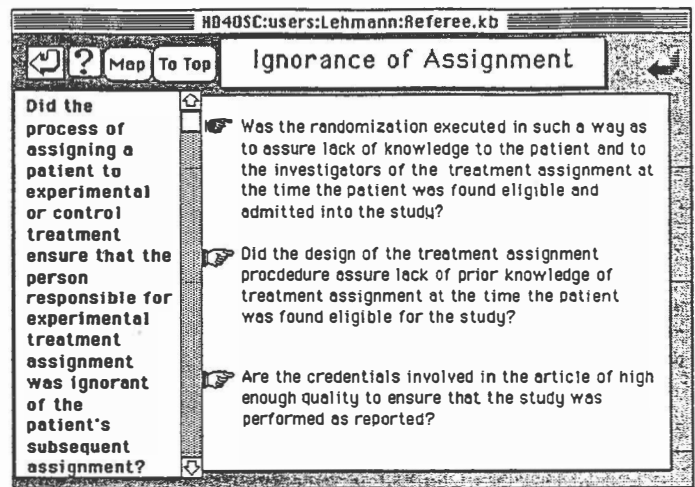 HD40SC:users:Lehmann:Referee.kb
? Map To Top
Ignorance of Assignment
Did the
process of
assigning a
patient to
experimental
or control
treatment
ensure that the
person
responsible for
experimental
treatment
assignment
was ignorant
of the
patient's
subsequent
assignment?
Was the randomization executed in such a way as
to assure lack of knowledge to the patient and to
the investigators of the treatment assignment at
the time the patient was found eligible and
admitted into the study?
Did the design of the treatment assignment
procdedure assure lack of prior knowledge of
treatment assignment at the time the patient
was found eligible for the study?
Are the credentials involved in the article of high
enough quality to ensure that the study was
performed as reported?